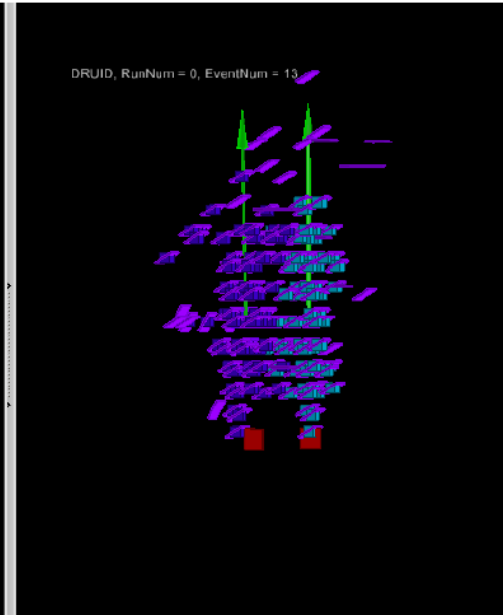 DRUID, RunNum = 0, EventNum = 13